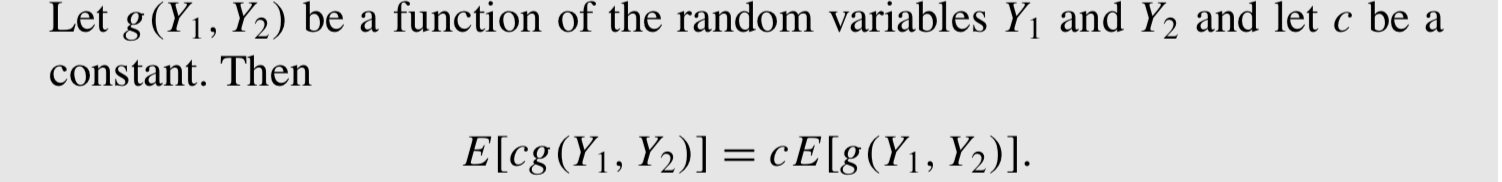 Let g(Y₁, Y₂) be a function of the random variables Y₁ and Y₂ and let c be a
constant. Then
E[cg(Y₁, Y₂)] = cE[g(Y₁, Y₂)].